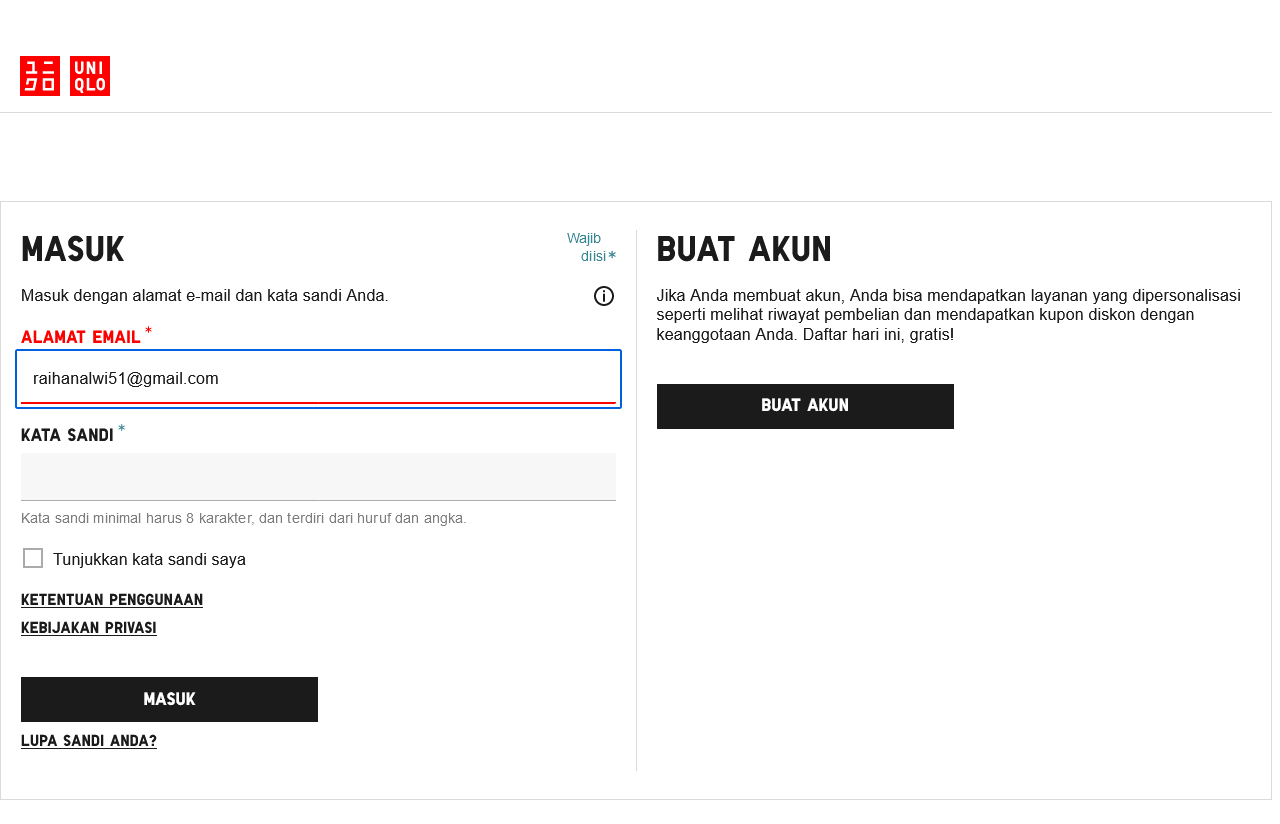 ユニ UNI
クロ QLO
MASUK
Wajib
diisi*
Masuk dengan alamat e-mail dan kata sandi Anda.
ALAMAT EMAIL*
raihanalwi51@gmail.com
KATA SANDI*
Kata sandi minimal harus 8 karakter, dan terdiri dari huruf dan angka.
Tunjukkan kata sandi saya
KETENTUAN PENGGUNAAN
KEBIJAKAN PRIVASI
MASUK
LUPA SANDI ANDA?
BUAT AKUN
Jika Anda membuat akun, Anda bisa mendapatkan layanan yang dipersonalisasi
seperti melihat riwayat pembelian dan mendapatkan kupon diskon dengan
keanggotaan Anda. Daftar hari ini, gratis!
BUAT AKUN